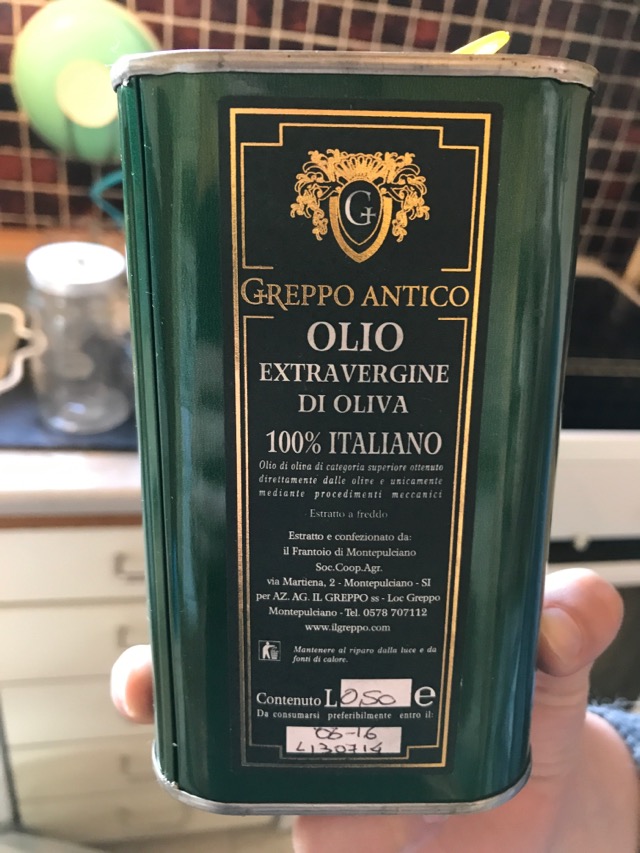 G
GREPPO ANTICO
OLIO
EXTRAVERGINE
DI OLIVA
100% ITALIANO
Olio di oliva di categoria superiore ottenuto
direttamente dalle olive e unicamente
mediante procedimenti meccanici
Estratto a freddo
Estratto e confezionato da:
il Frantoio di Montepulciano
Soc.Coop.Agr.
via Martiena, 2 - Montepulciano - SI
per AZ. AG. IL GREPPO ss - Loc Greppo
Montepulciano - Tel. 0578 707112
www.ilgreppo.com
Mantenere al riparo dalla luce e da
fonti di calore.
Contenuto L 0,50 e
Da consumarsi preferibilmente entro il:
06-16
L130714